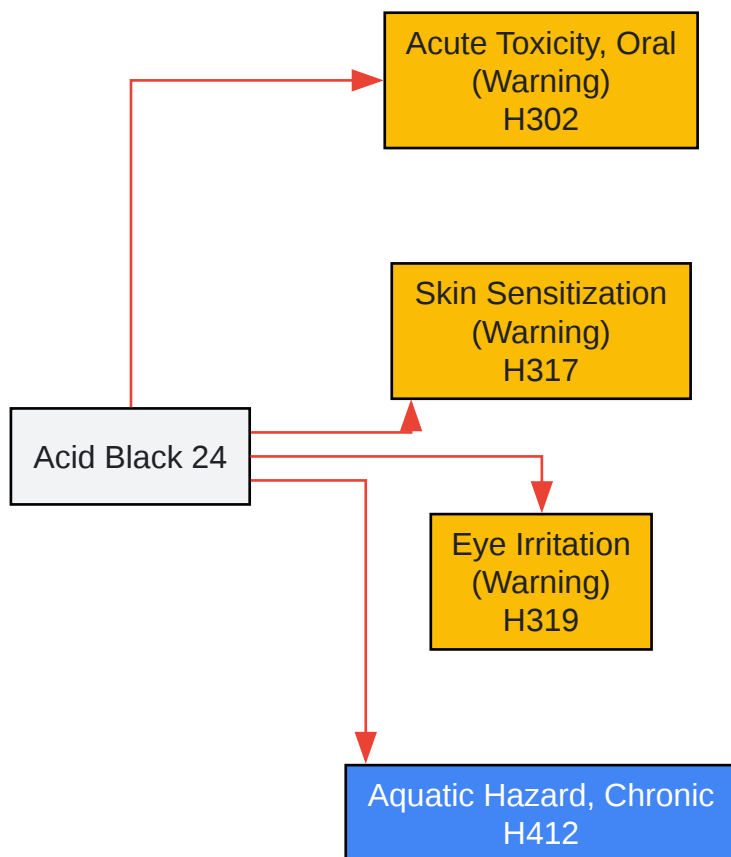 Acute Toxicity, Oral
(Warning)
H302
Skin Sensitization
(Warning)
H317
Acid Black 24
Eye Irritation
(Warning)
H319
Aquatic Hazard, Chronic
H412